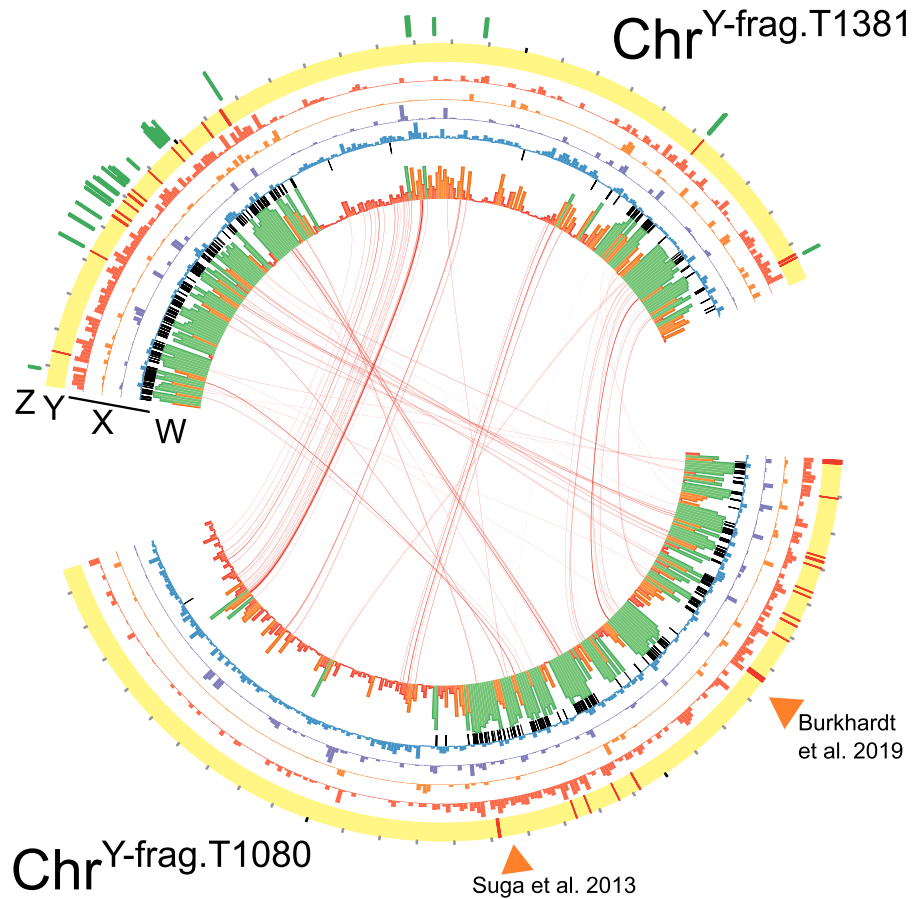 Chr^Y-frag.T1381
Z Y X W
Burkhardt
et al. 2019
Chr^Y-frag.T1080
Suga et al. 2013